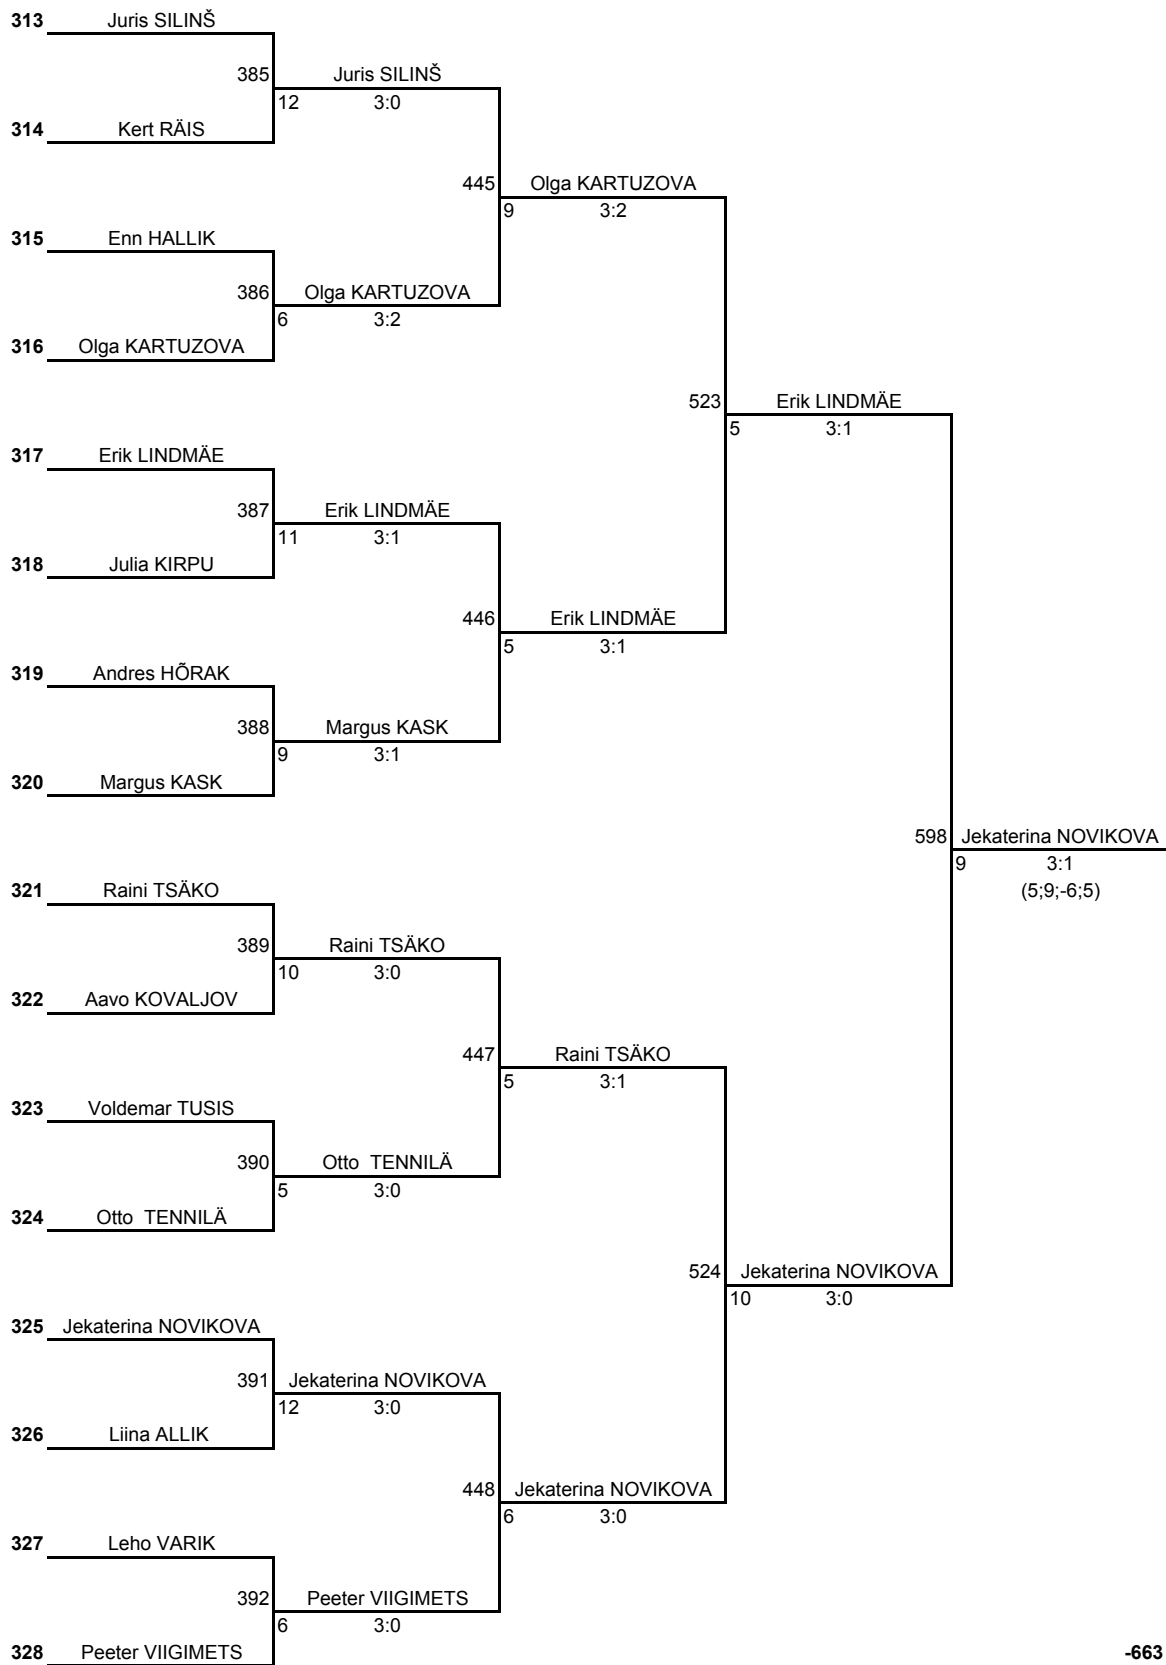 313 Juris SILINŠ
385 Juris SILINŠ
12 3:0
314 Kert RÄIS
445 Olga KARTUZOVA
9 3:2
315 Enn HALLIK
386 Olga KARTUZOVA
6 3:2
316 Olga KARTUZOVA
523 Erik LINDMÄE
5 3:1
317 Erik LINDMÄE
387 Erik LINDMÄE
11 3:1
318 Julia KIRPU
446 Erik LINDMÄE
5 3:1
319 Andres HÕRAK
388 Margus KASK
9 3:1
320 Margus KASK
598 Jekaterina NOVIKOVA
9 3:1
(5;9;-6;5)
321 Raini TSÄKO
389 Raini TSÄKO
10 3:0
322 Aavo KOVALJOV
447 Raini TSÄKO
5 3:1
323 Voldemar TUSIS
390 Otto TENNILÄ
5 3:0
324 Otto TENNILÄ
524 Jekaterina NOVIKOVA
10 3:0
325 Jekaterina NOVIKOVA
391 Jekaterina NOVIKOVA
12 3:0
326 Liina ALLIK
448 Jekaterina NOVIKOVA
6 3:0
327 Leho VARIK
392 Peeter VIIGIMETS
6 3:0
328 Peeter VIIGIMETS
-663